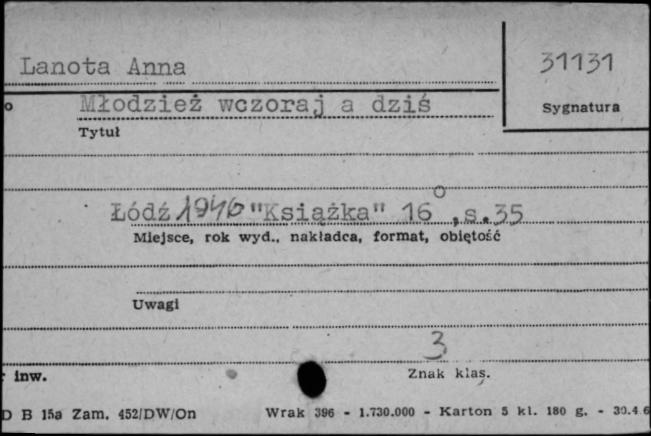 Lanota Anna
31131
o Młodzież wczoraj a dziś
Sygnatura
Tytuł
Łódź 1946 "Książka" 16°, s.35
Miejsce, rok wyd., nakładca, format, obiętość
Uwagi
3
r inw.
Znak klas.
D B 15a Zam. 452/DW/On Wrak 396 - 1.730.000 - Karton 5 kl. 180 g. - 30.4.6